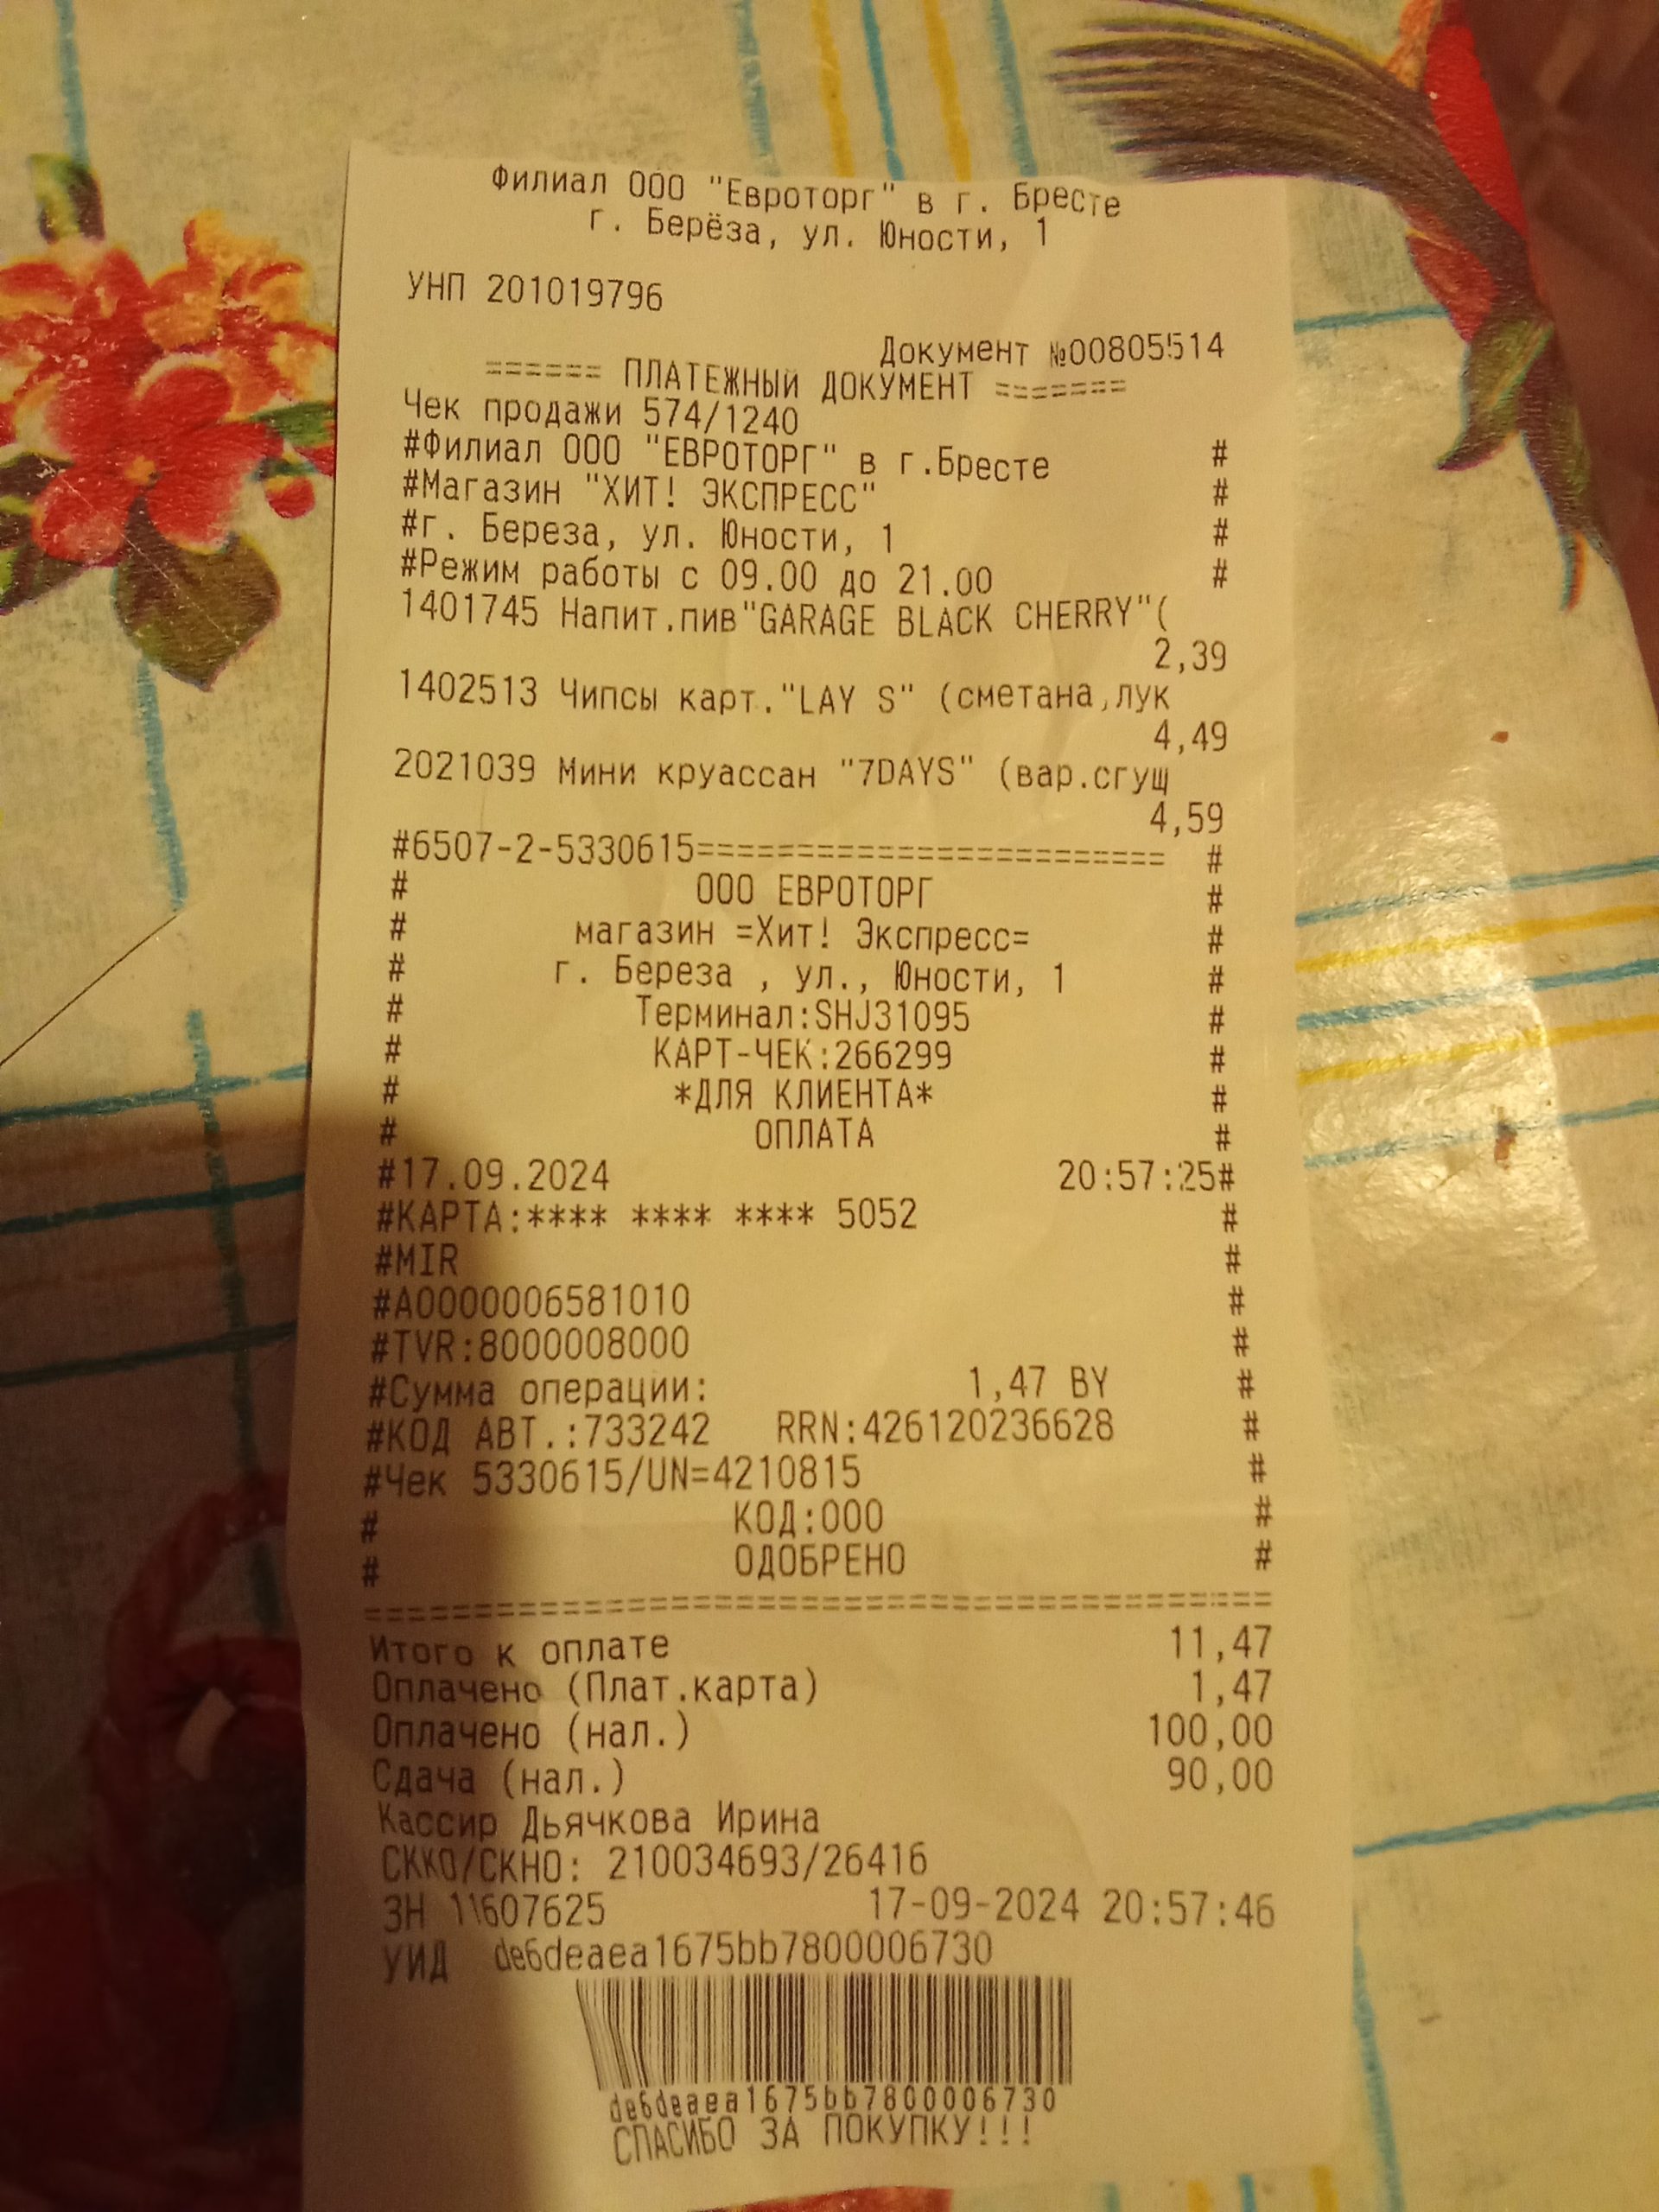 Филиал ООО "Евроторг" в г. Бресте
г. Берёза, ул. Юности, 1
УНП 201019796
Документ №00805514
====== ПЛАТЕЖНЫЙ ДОКУМЕНТ =======
Чек продажи 574/1240
#Филиал ООО "ЕВРОТОРГ" в г.Бресте #
#Магазин "ХИТ! ЭКСПРЕСС" #
#г. Береза, ул. Юности, 1 #
#Режим работы с 09.00 до 21.00 #
1401745 Напит.пив"GARAGE BLACK CHERRY"(
2,39
1402513 Чипсы карт."LAY S" (сметана,лук
4,49
2021039 Мини круассан "7DAYS" (вар.сгущ
4,59
#6507-2-5330615======================= #
# ООО ЕВРОТОРГ #
# магазин =Хит! Экспресс= #
# г. Береза , ул., Юности, 1 #
# Терминал:SHJ31095 #
# КАРТ-ЧЕК:266299 #
# *ДЛЯ КЛИЕНТА* #
# ОПЛАТА #
#17.09.2024 20:57:25#
#КАРТА:**** **** **** 5052 #
#MIR #
#A0000006581010 #
#TVR:8000008000 #
#Сумма операции: 1,47 BY #
#КОД АВТ.:733242 RRN:426120236628 #
#Чек 5330615/UN=4210815 #
# КОД:000 #
# ОДОБРЕНО #
============================================
Итого к оплате 11,47
Оплачено (Плат.карта) 1,47
Оплачено (нал.) 100,00
Сдача (нал.) 90,00
Кассир Дьячкова Ирина
СККО/СКНО: 210034693/26416
ЗН 11607625 17-09-2024 20:57:46
УИД de6deaea1675bb7800006730
de6deaea1675bb7800006730
СПАСИБО ЗА ПОКУПКУ!!!